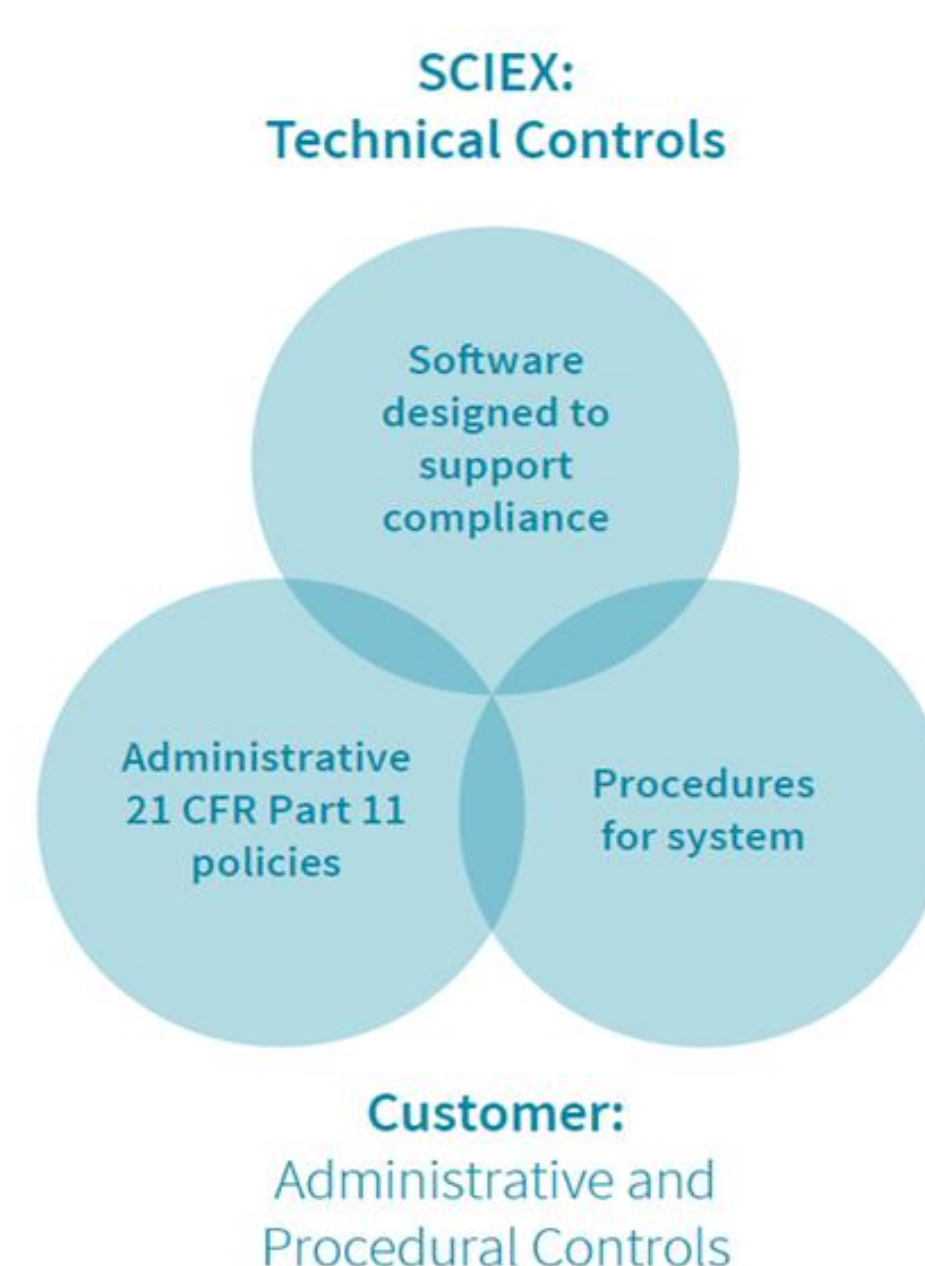 SCIEX:
Technical Controls
Software
designed to
support
compliance
Administrative
21 CFR Part 11
policies
Procedures
for system
Customer:
Administrative and
Procedural Controls